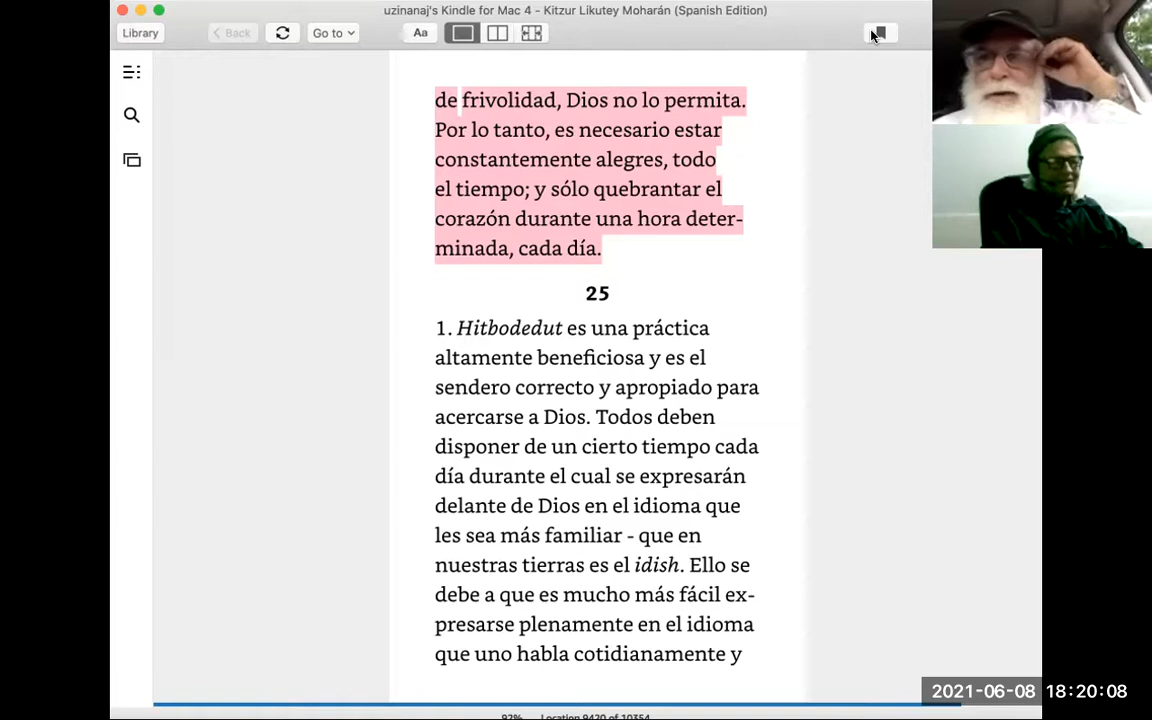 uzinanaj's Kindle for Mac 4 - Kitzur Likutey Moharán (Spanish Edition)
Library
Back
Go to
Aa
de frivolidad, Dios no lo permita.
Por lo tanto, es necesario estar
constantemente alegres, todo
el tiempo; y sólo quebrantar el
corazón durante una hora deter-
minada, cada día.
25
1. Hitbodedut es una práctica
altamente beneficiosa y es el
sendero correcto y apropiado para
acercarse a Dios. Todos deben
disponer de un cierto tiempo cada
día durante el cual se expresarán
delante de Dios en el idioma que
les sea más familiar - que en
nuestras tierras es el idish. Ello se
debe a que es mucho más fácil ex-
presarse plenamente en el idioma
que uno habla cotidianamente y
92% Location 9420 of 10354
2021-06-08 18:20:08